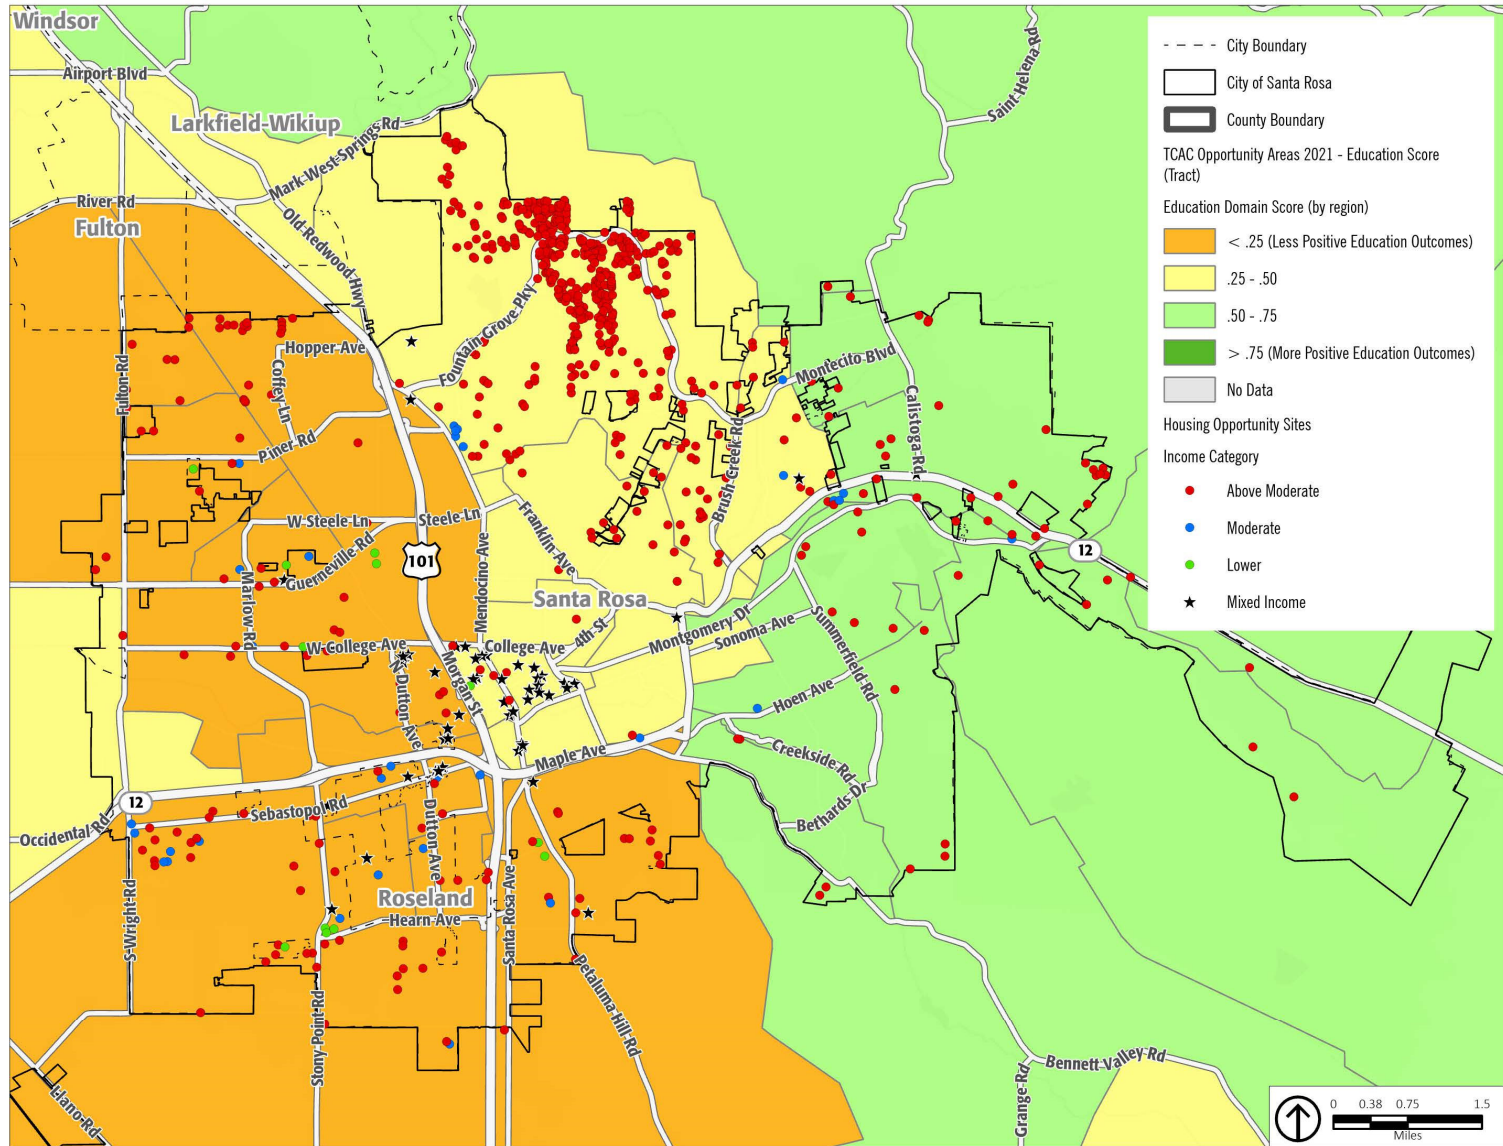 Windsor
Airport Blvd
Larkfield-Wikiup
Mark West Springs Rd
River Rd
Fulton
Old Redwood Hwy
Saint Helena Rd
Fountain Grove Pky
Hopper Ave
Coffey Ln
Fulton Rd
Piner Rd
Montecito Blvd
Calistoga Rd
Brush Creek Rd
W Steele Ln
Steele Ln
Franklin Ave
Guerneville Rd
101
Mendocino Ave
Marlow Rd
12
Santa Rosa
4th St
Montgomery Dr
Sonoma Ave
Summerfield Rd
W College Ave
College Ave
N Dutton Ave
Morgan St
Hoen Ave
Creekside Rd
Maple Ave
Bethards Dr
12
Occidental Rd
Sebastopol Rd
Dutton Ave
Roseland
Hearn Ave
Santa Rosa Ave
S Wright Rd
Stony Point Rd
Petaluma Hill Rd
Llano Rd
Bennett Valley Rd
Grange Rd
City Boundary
City of Santa Rosa
County Boundary
TCAC Opportunity Areas 2021 - Education Score
(Tract)
Education Domain Score (by region)
< .25 (Less Positive Education Outcomes)
.25 - .50
.50 - .75
> .75 (More Positive Education Outcomes)
No Data
Housing Opportunity Sites
Income Category
Above Moderate
Moderate
Lower
Mixed Income
0 0.38 0.75 1.5
Miles